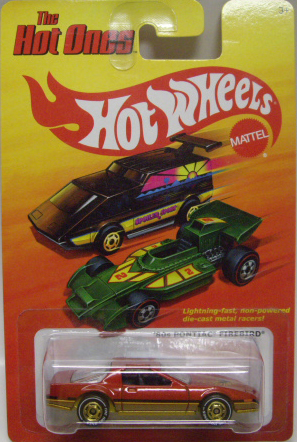 The
Hot Ones
3+
Hot Wheels
MATTEL
Lightning-fast, non-powered
die-cast metal racers!
'80s PONTIAC® FIREBIRD®